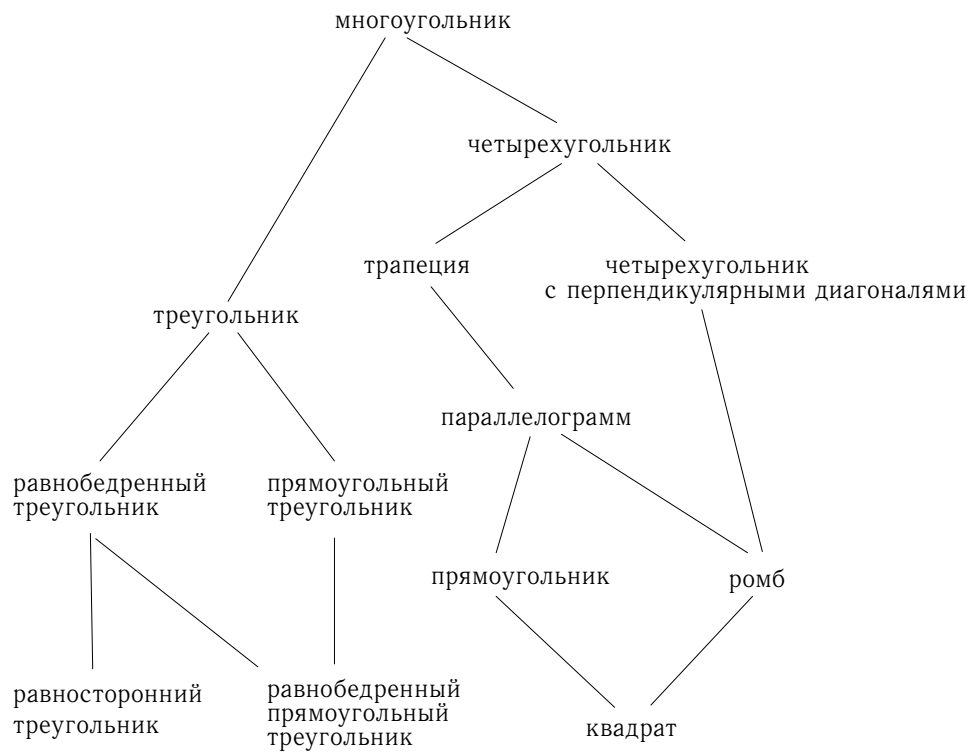 многоугольник
четырехугольник
трапеция
четырехугольник
с перпендикулярными диагоналями
треугольник
параллелограмм
равнобедренный
треугольник
прямоугольный
треугольник
прямоугольник
ромб
равносторонний
треугольник
равнобедренный
прямоугольный
треугольник
квадрат